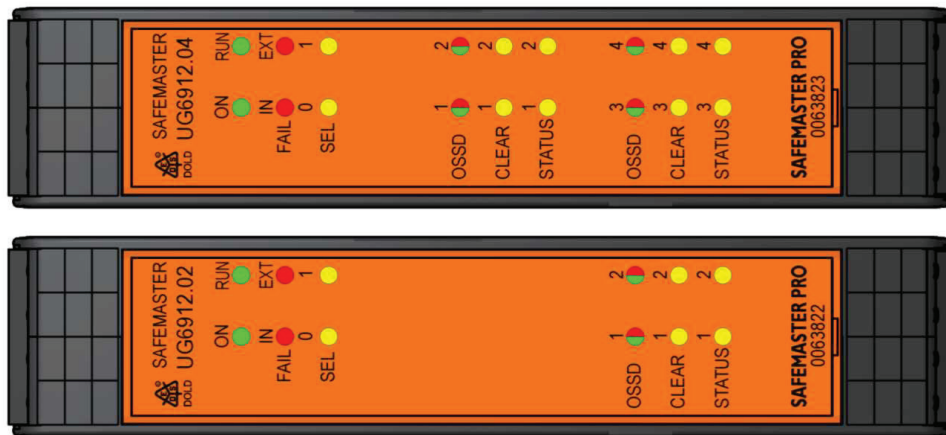 SAFEMASTER
DOLD UG6912.04
ON RUN
IN EXT
FAIL
0 1
SEL
1 2
OSSD
1 2
CLEAR
1 2
STATUS
3 4
OSSD
3 4
CLEAR
3 4
STATUS
SAFEMASTER PRO
0063823
SAFEMASTER
DOLD UG6912.02
ON RUN
IN EXT
FAIL
0 1
SEL
1 2
OSSD
1 2
CLEAR
1 2
STATUS
SAFEMASTER PRO
0063822